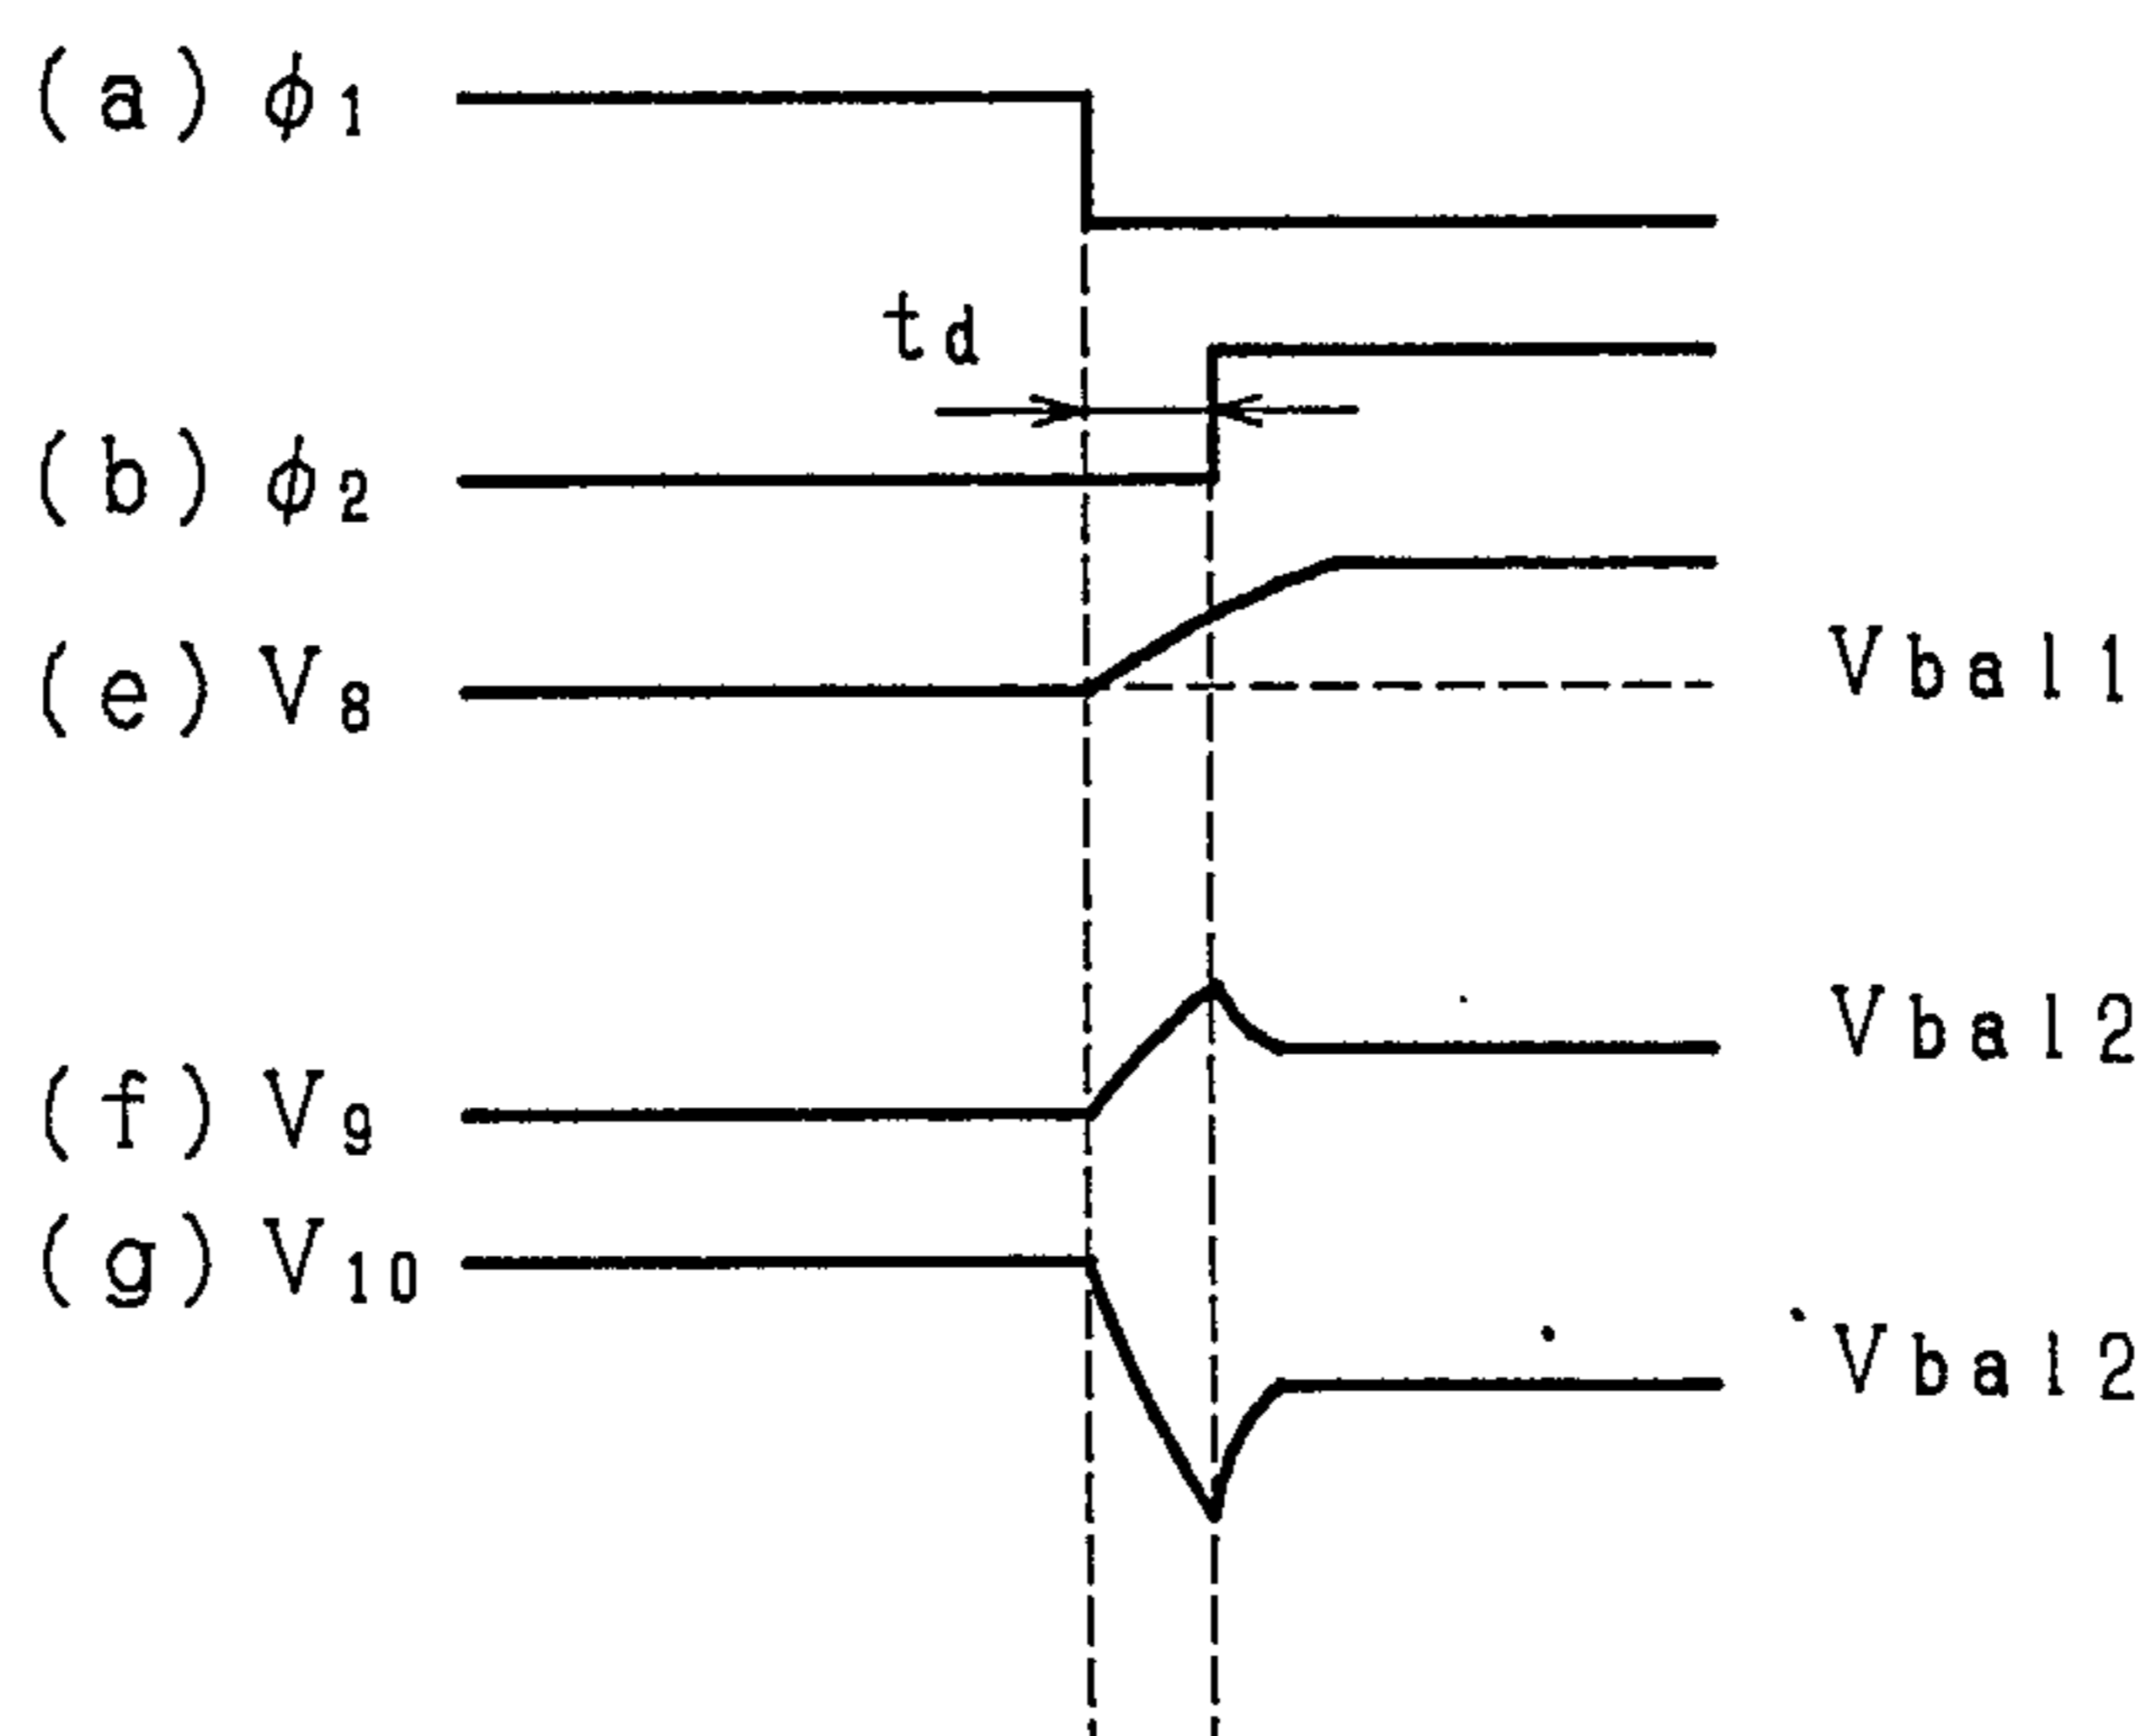 (a) ϕ1
td
(b) ϕ2
(e) V8 Vbal1
Vbal2
(f) V9
(g) V10
Vbal2